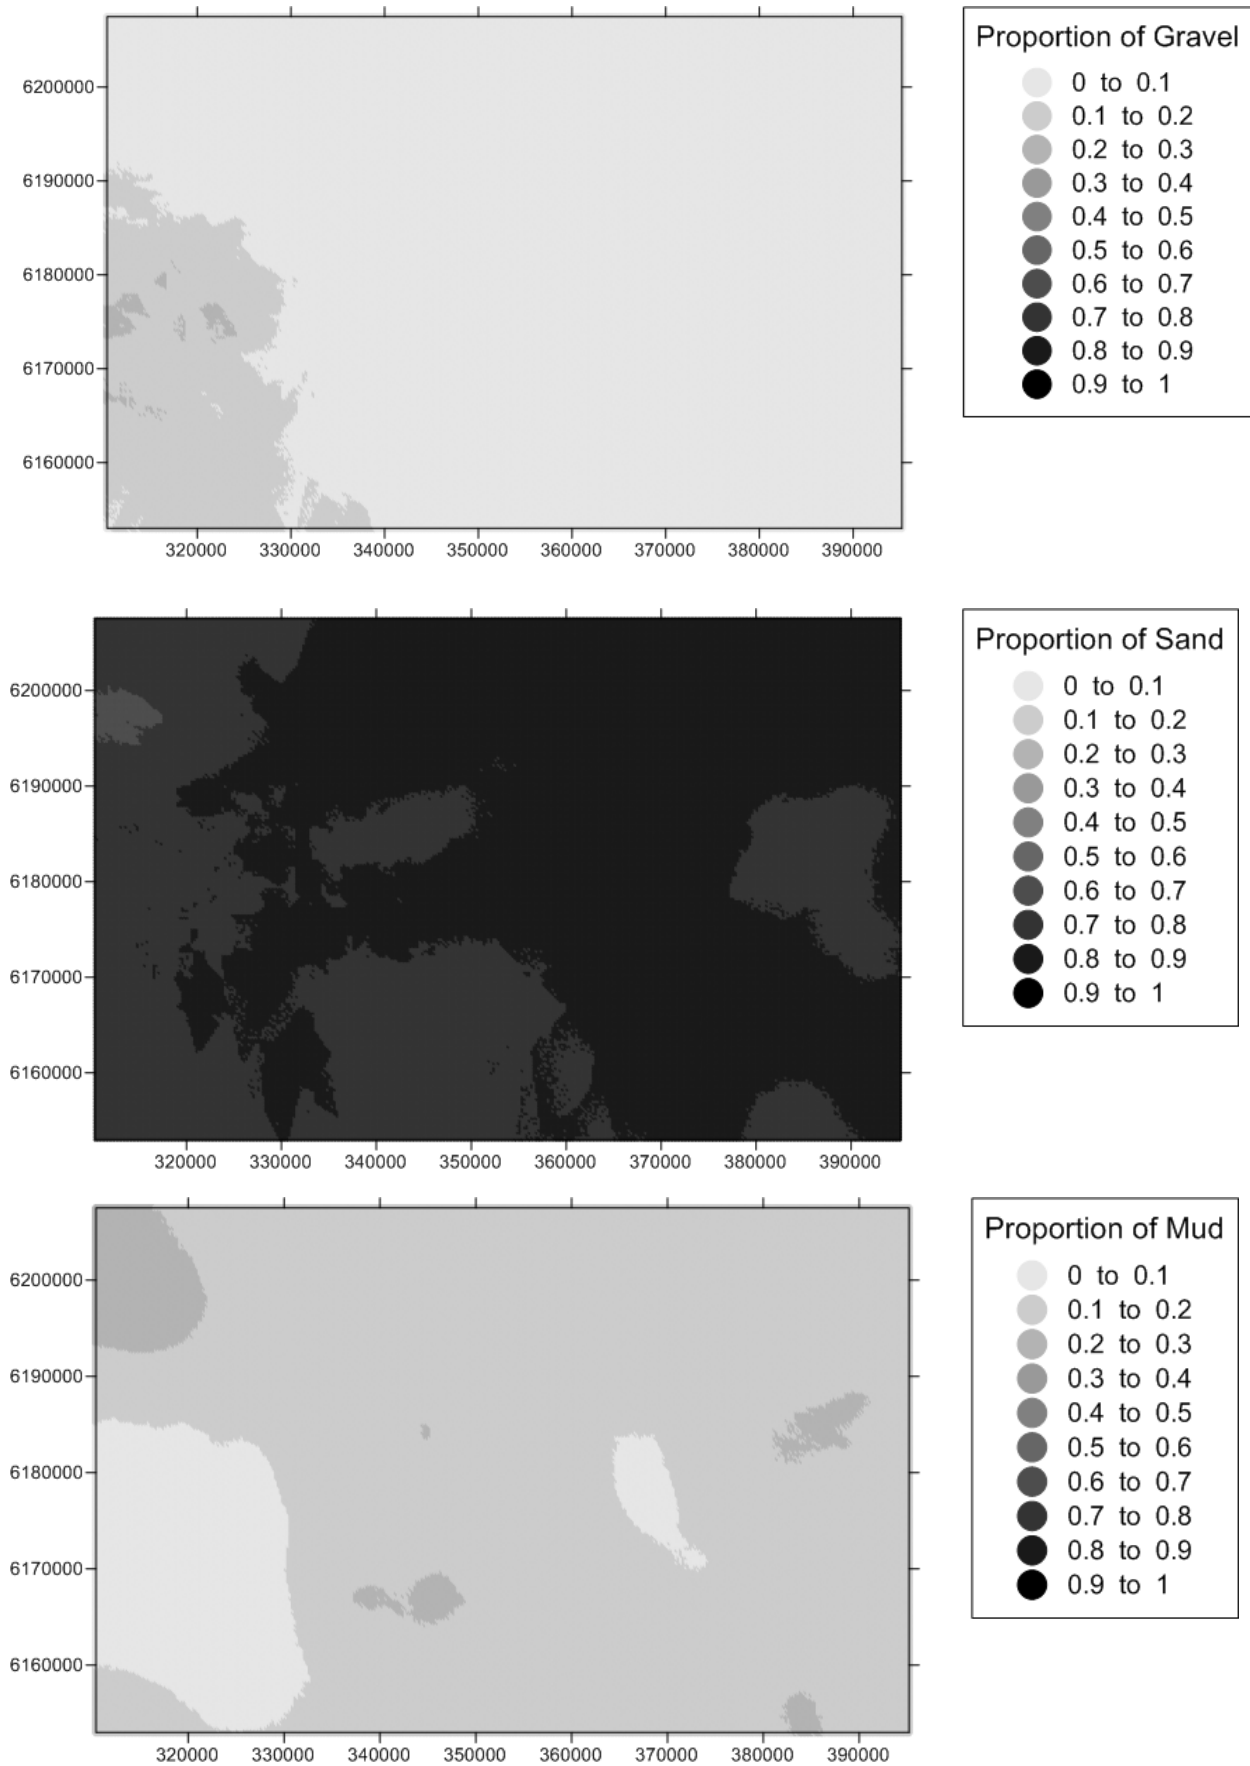 Proportion of Gravel
0 to 0.1
0.1 to 0.2
0.2 to 0.3
0.3 to 0.4
0.4 to 0.5
0.5 to 0.6
0.6 to 0.7
0.7 to 0.8
0.8 to 0.9
0.9 to 1
6200000
6190000
6180000
6170000
6160000
320000 330000 340000 350000 360000 370000 380000 390000
Proportion of Sand
0 to 0.1
0.1 to 0.2
0.2 to 0.3
0.3 to 0.4
0.4 to 0.5
0.5 to 0.6
0.6 to 0.7
0.7 to 0.8
0.8 to 0.9
0.9 to 1
6200000
6190000
6180000
6170000
6160000
320000 330000 340000 350000 360000 370000 380000 390000
Proportion of Mud
0 to 0.1
0.1 to 0.2
0.2 to 0.3
0.3 to 0.4
0.4 to 0.5
0.5 to 0.6
0.6 to 0.7
0.7 to 0.8
0.8 to 0.9
0.9 to 1
6200000
6190000
6180000
6170000
6160000
320000 330000 340000 350000 360000 370000 380000 390000